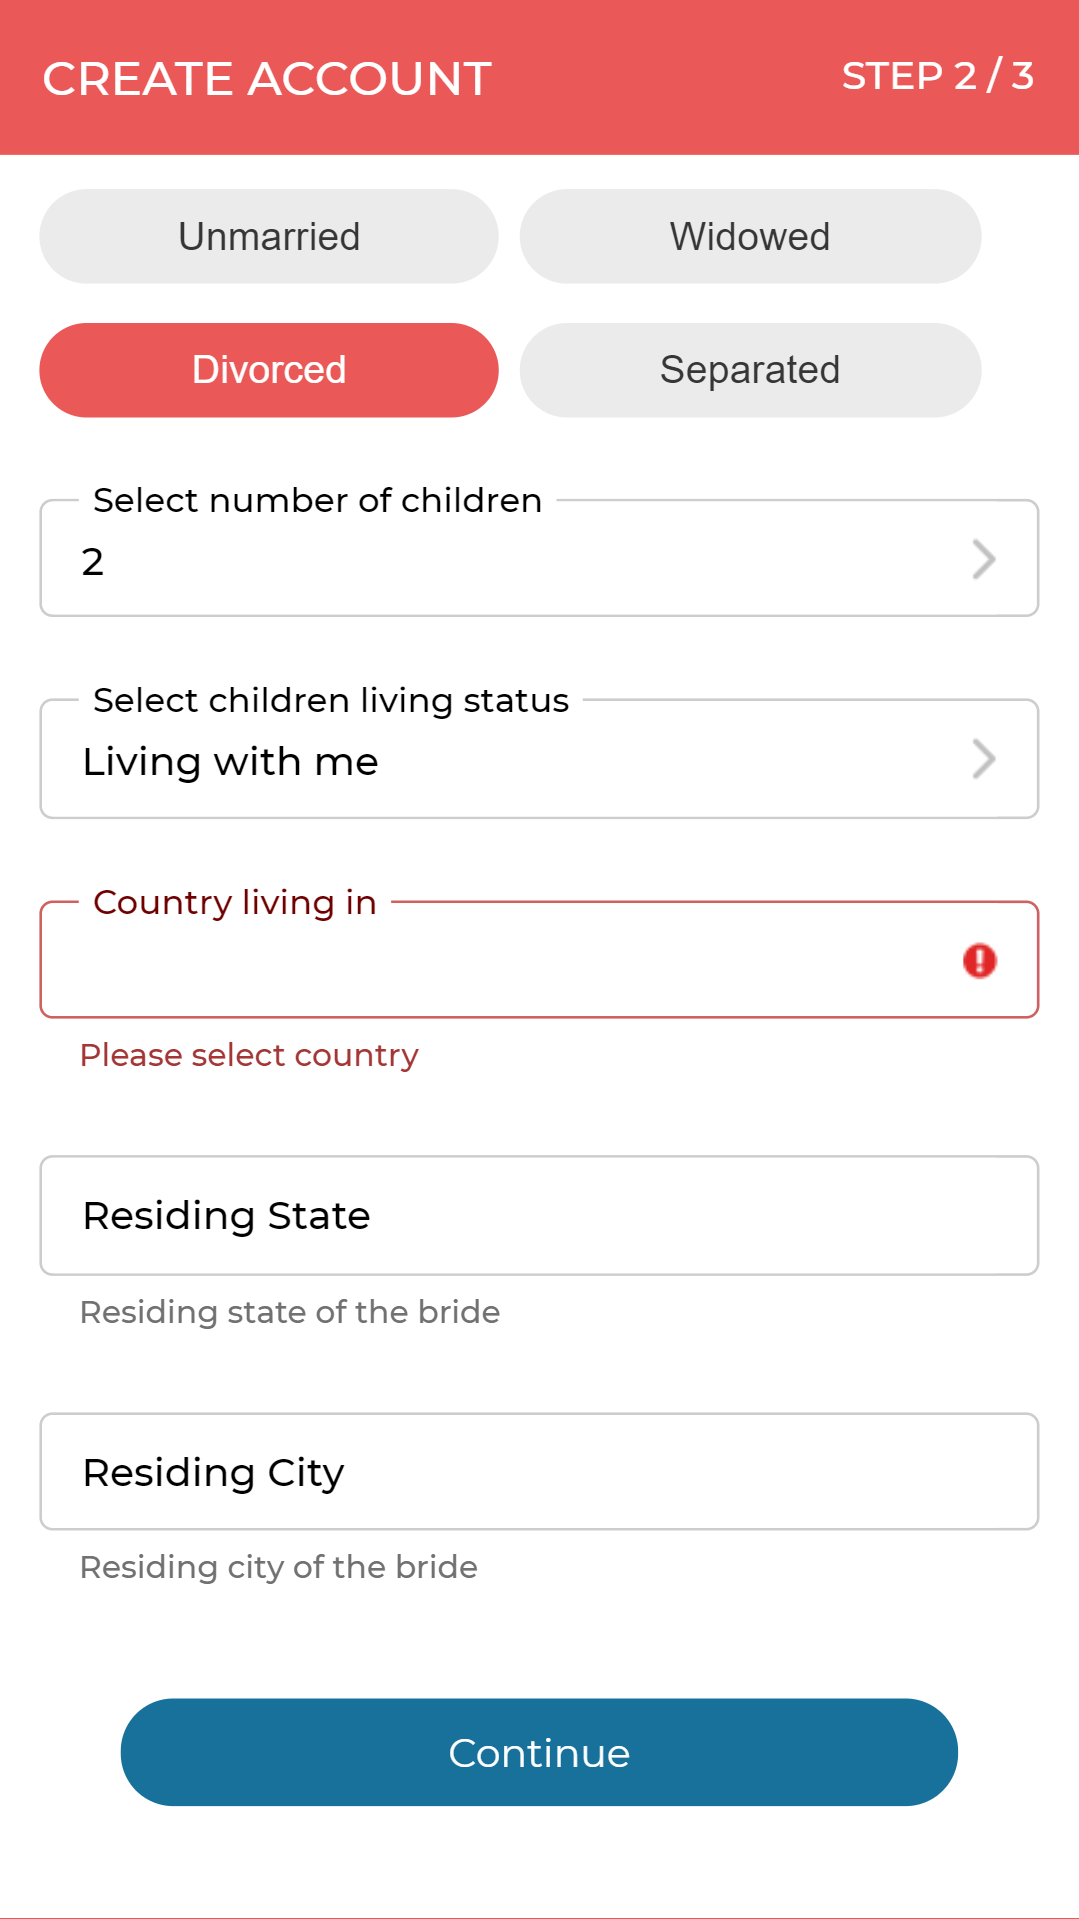 CREATE ACCOUNT STEP 2 / 3
Unmarried Widowed
Divorced Separated
Select number of children
2
Select children living status
Living with me
Country living in
Please select country
Residing State
Residing state of the bride
Residing City
Residing city of the bride
Continue